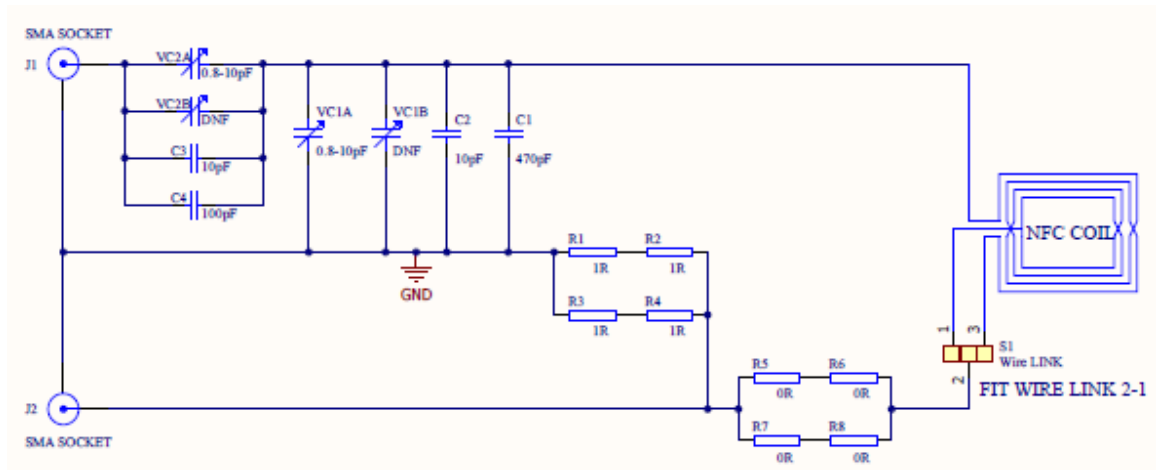 SMA SOCKET
J1
VC2A
0.8-10pF
VC2B
DNF
C3
10pF
C4
100pF
VC1A
0.8-10pF
VC1B
DNF
C2
10pF
C1
470pF
GND
R1
1R
R2
1R
R3
1R
R4
1R
NFC COIL
1
3
S1
Wire LINK
2
FIT WIRE LINK 2-1
R5
0R
R6
0R
R7
0R
R8
0R
J2
SMA SOCKET